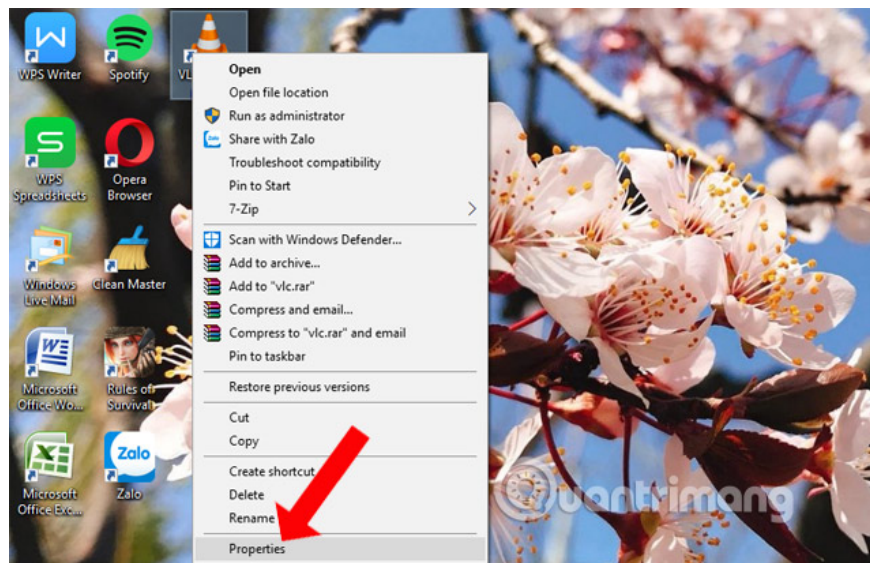 WPS Writer
Spotify
VL
WPS
Spreadsheets
Opera
Browser
Windows
Live Mail
Clean Master
Microsoft
Office Wo...
Rules of
Survival
Microsoft
Office Exc...
Zalo
Zalo
Open
Open file location
Run as administrator
Zalo
Share with Zalo
Troubleshoot compatibility
Pin to Start
7-Zip
Scan with Windows Defender...
Add to archive...
Add to "vlc.rar"
Compress and email...
Compress to "vlc.rar" and email
Pin to taskbar
Restore previous versions
Cut
Copy
Create shortcut
Delete
Rename
Properties
Quantrimang